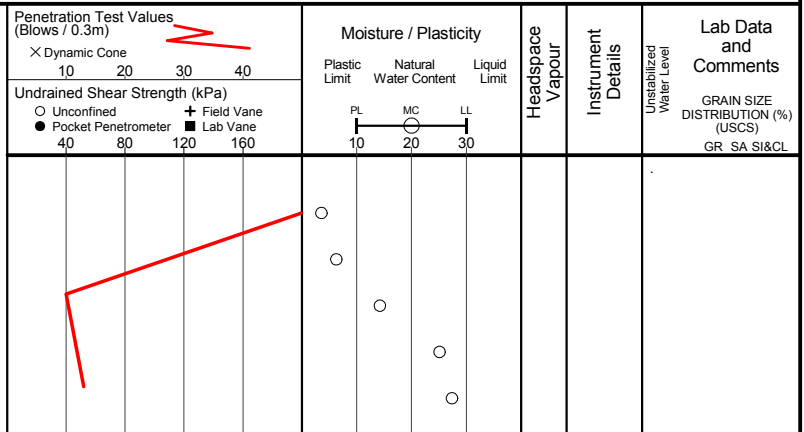 Penetration Test Values
(Blows / 0.3m)
× Dynamic Cone
10 20 30 40
Undrained Shear Strength (kPa)
○ Unconfined + Field Vane
● Pocket Penetrometer ■ Lab Vane
40 80 120 160
Moisture / Plasticity
Plastic Limit
Natural Water Content
Liquid Limit
PL MC LL
10 20 30
Headspace
Vapour
Instrument
Details
Unstabilized
Water Level
Lab Data
and
Comments
GRAIN SIZE
DISTRIBUTION (%)
(USCS)
GR SA SI&CL